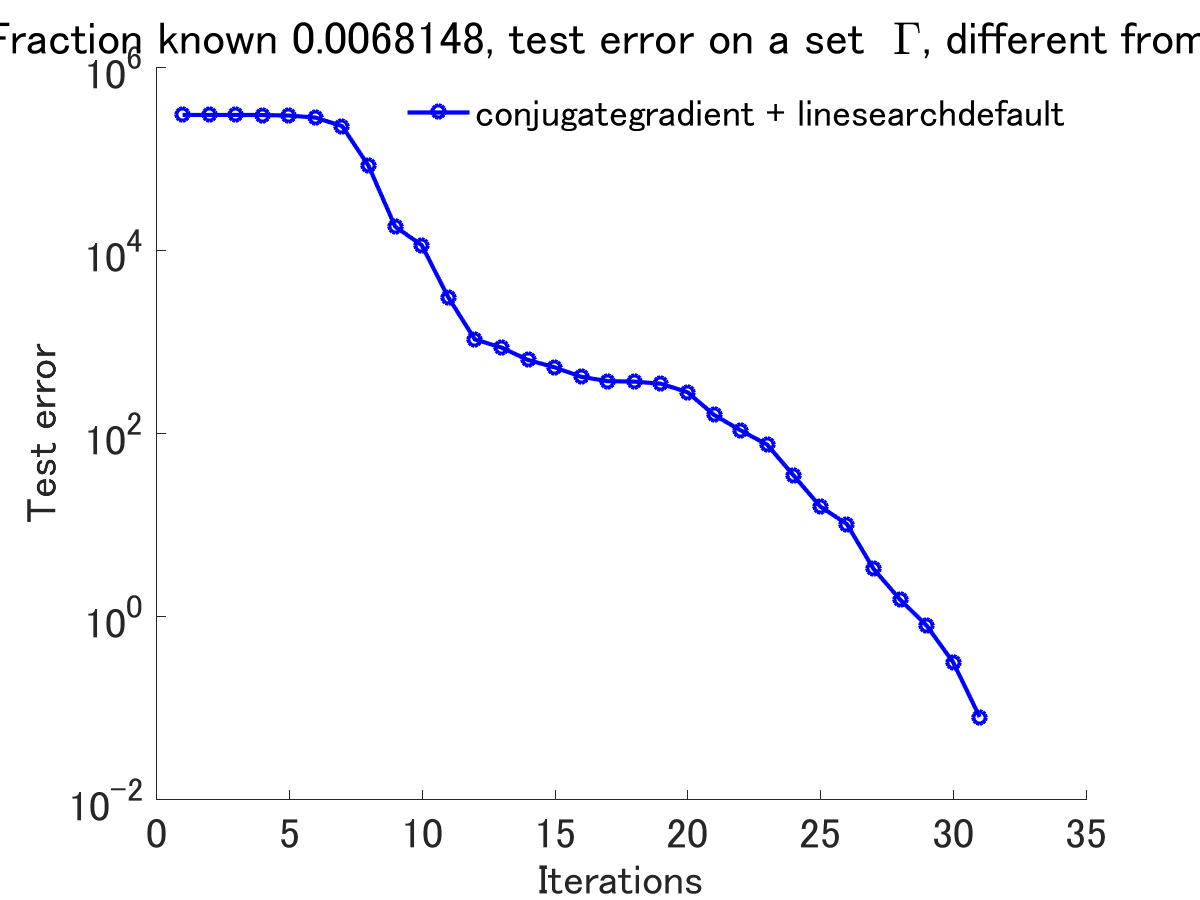 Fraction known 0.0068148, test error on a set Γ, different from
10^6
conjugategradient + linesearchdefault
10^4
10^2
10^0
10^-2
Test error
0 5 10 15 20 25 30 35
Iterations